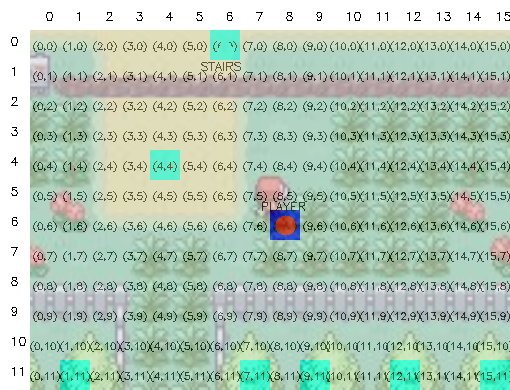 0 1 2 3 4 5 6 7 8 9 10 11 12 13 14 15
0 (0,0) (1,0) (2,0) (3,0) (4,0) (5,0) (7,0) (8,0) (9,0) (10,0) (11,0) (12,0) (13,0) (14,0) (15,0)
STAIRS
1 (0,1) (1,1) (2,1) (3,1) (4,1) (5,1) (6,1) (7,1) (8,1) (9,1) (10,1) (11,1) (12,1) (13,1) (14,1) (15,1)
2 (0,2) (1,2) (2,2) (3,2) (4,2) (5,2) (6,2) (7,2) (8,2) (9,2) (10,2) (11,2) (12,2) (13,2) (14,2) (15,2)
3 (0,3) (1,3) (2,3) (3,3) (4,3) (5,3) (6,3) (7,3) (8,3) (9,3) (10,3) (11,3) (12,3) (13,3) (14,3) (15,3)
4 (0,4) (1,4) (2,4) (3,4) (4,4) (5,4) (6,4) (7,4) (8,4) (9,4) (10,4) (11,4) (12,4) (13,4) (14,4) (15,4)
5 (0,5) (1,5) (2,5) (3,5) (4,5) (5,5) (6,5) (7,5) (8,5) (9,5) (10,5) (11,5) (12,5) (13,5) (14,5) (15,5)
PLAYER
6 (0,6) (1,6) (2,6) (3,6) (4,6) (5,6) (6,6) (7,6) (9,6) (10,6) (11,6) (12,6) (13,6) (14,6) (15,6)
7 (0,7) (1,7) (2,7) (3,7) (4,7) (5,7) (6,7) (7,7) (8,7) (9,7) (10,7) (11,7) (12,7) (13,7) (14,7) (15,7)
8 (0,8) (1,8) (2,8) (3,8) (4,8) (5,8) (6,8) (7,8) (8,8) (9,8) (10,8) (11,8) (12,8) (13,8) (14,8) (15,8)
9 (0,9) (1,9) (2,9) (3,9) (4,9) (5,9) (6,9) (7,9) (8,9) (9,9) (10,9) (11,9) (12,9) (13,9) (14,9) (15,9)
10 (0,10) (1,10) (2,10) (3,10) (4,10) (5,10) (6,10) (7,10) (8,10) (9,10) (10,10) (11,10) (12,10) (13,10) (14,10) (15,10)
11 (0,11) (1,11) (2,11) (3,11) (4,11) (5,11) (6,11) (7,11) (8,11) (9,11) (10,11) (11,11) (12,11) (13,11) (14,11) (15,11)